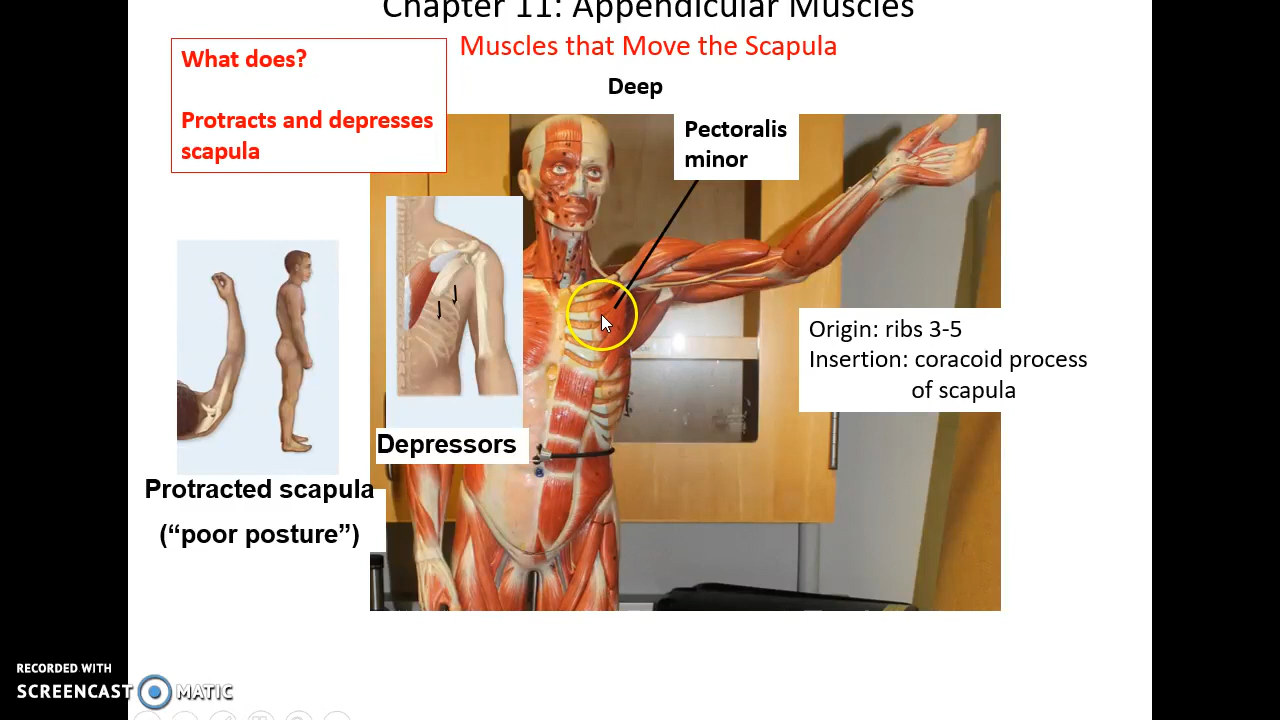 Chapter 11: Appendicular Muscles
Muscles that Move the Scapula
What does?
Protracts and depresses
scapula
Deep
Pectoralis
minor
Origin: ribs 3-5
Insertion: coracoid process
of scapula
Depressors
Protracted scapula
(“poor posture”)
RECORDED WITH
SCREENCAST MATIC